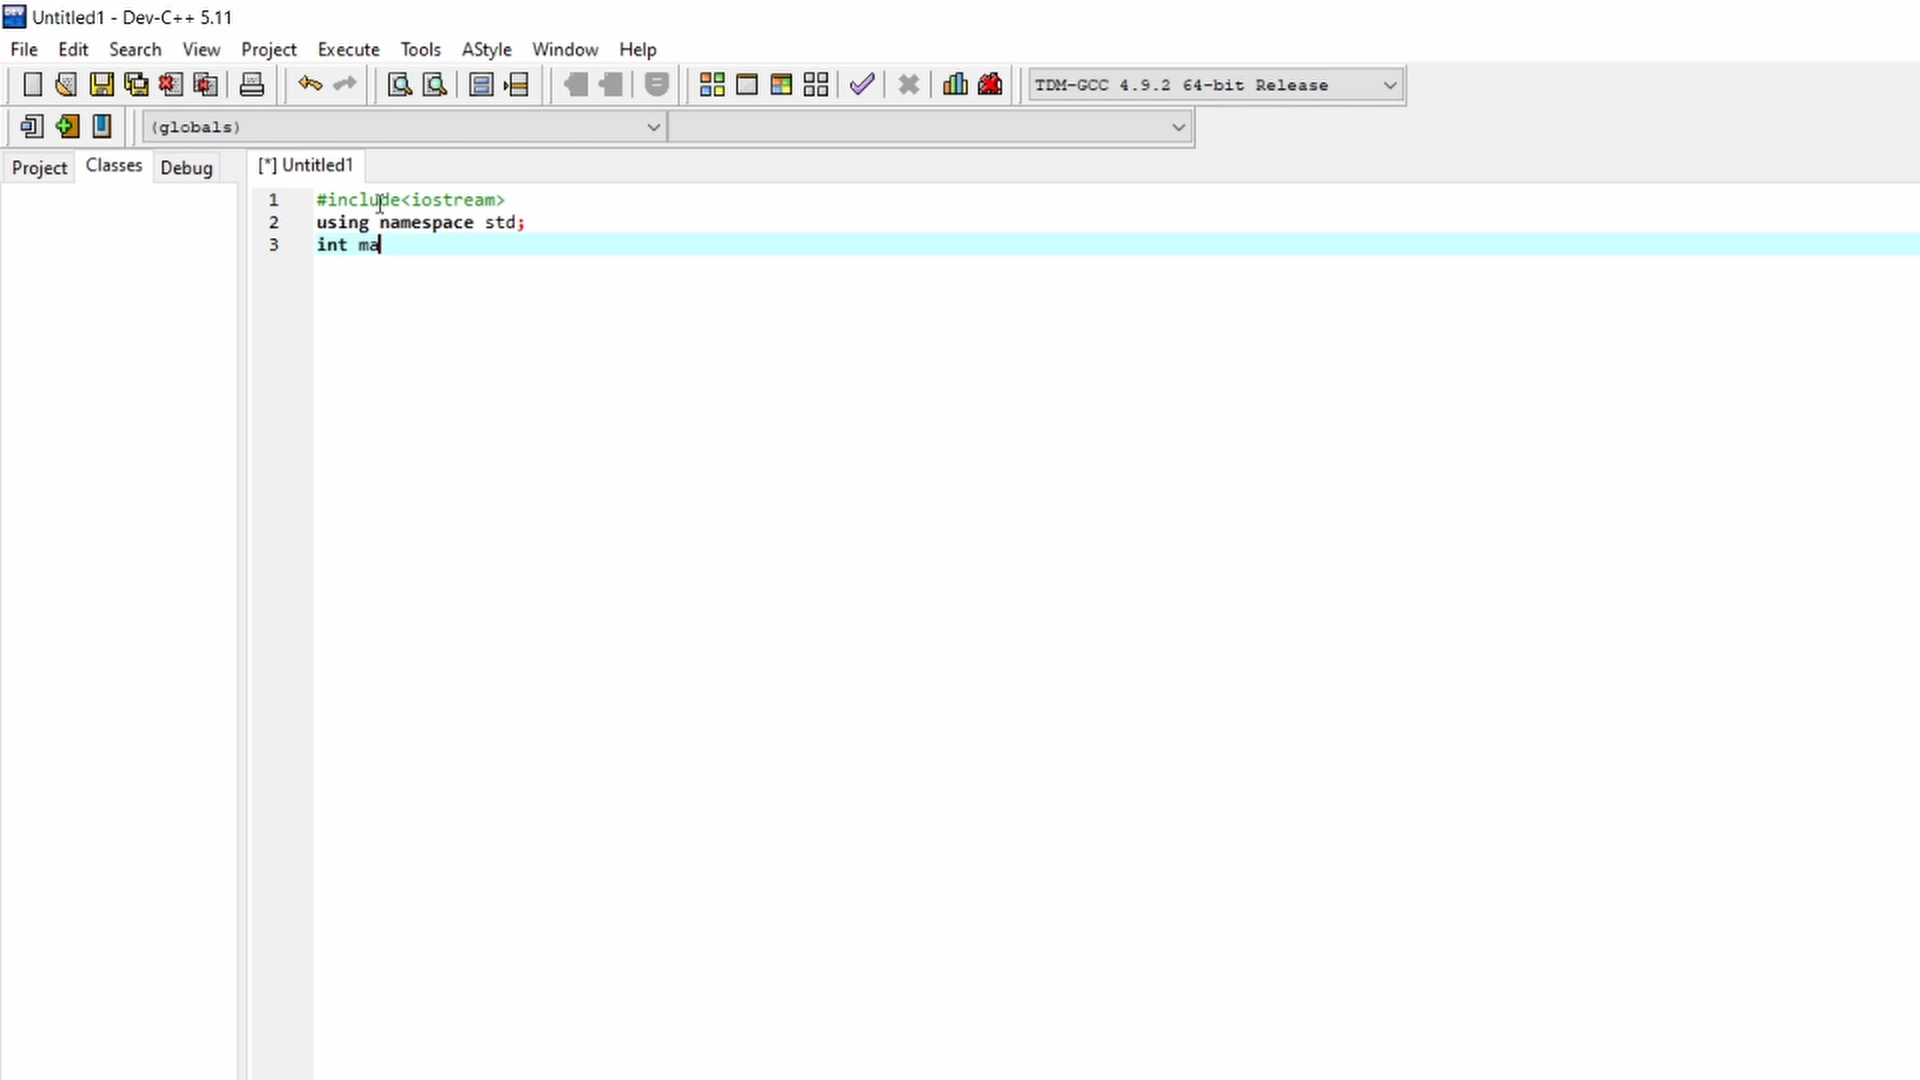 Untitled1 - Dev-C++ 5.11
File Edit Search View Project Execute Tools AStyle Window Help
TDM-GCC 4.9.2 64-bit Release
(globals)
Project Classes Debug [*] Untitled1
1 #include<iostream>
2 using namespace std;
3 int ma